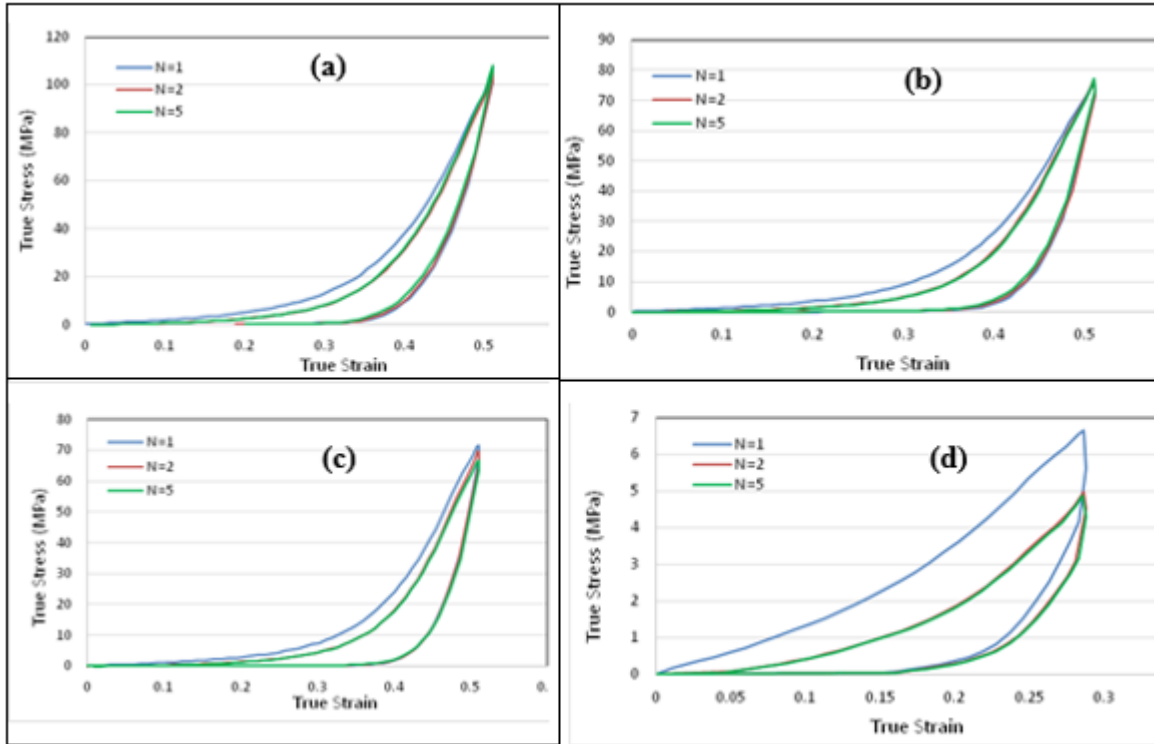 120
100
80
60
40
20
0
True Stress (MPa)
(a)
N=1
N=2
N=5
0 0.1 0.2 0.3 0.4 0.5
True Strain
90
80
70
60
50
40
30
20
10
0
True Stress (MPa)
(b)
N=1
N=2
N=5
0 0.1 0.2 0.3 0.4 0.5
True Strain
80
70
60
50
40
30
20
10
0
True Stress (MPa)
(c)
N=1
N=2
N=5
0 0.1 0.2 0.3 0.4 0.5 0.
True Strain
7
6
5
4
3
2
1
0
True Stress (MPa)
(d)
N=1
N=2
N=5
0 0.05 0.1 0.15 0.2 0.25 0.3
True Strain